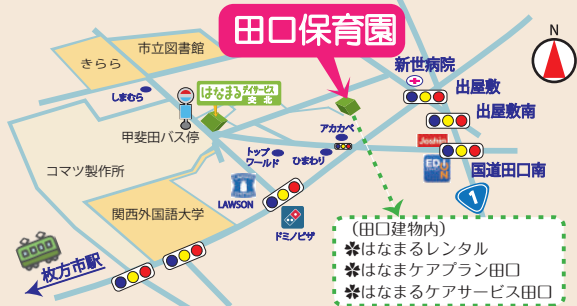 田口保育園
N
市立図書館
きらら
しまむら
はなまるデイサービス
交北
新世病院
出屋敷
出屋敷南
甲斐田バス停
アカカベ
Joshin
トップ
ワールド
ひまわり
EDION
国道田口南
コマツ製作所
LAWSON
1
関西外国語大学
ドミノピザ
枚方市駅
(田口建物内)
✽はなまるレンタル
✽はなまケアプラン田口
✽はなまるケアサービス田口